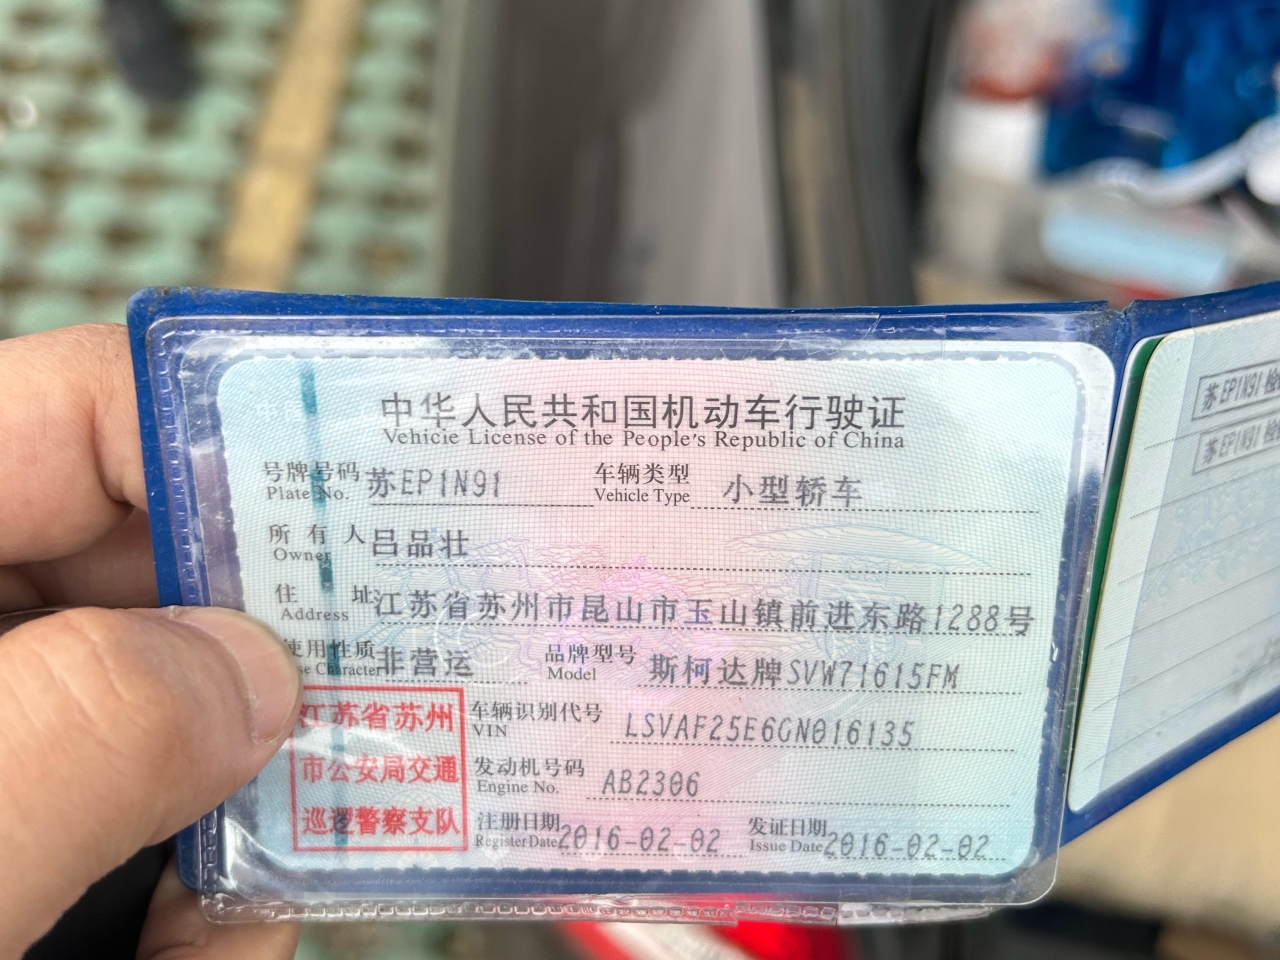 中华人民共和国机动车行驶证
Vehicie License of the People's Republic of China
号牌号码 苏EP1N91 车辆类型 小型轿车
Plate No. Vehicle Type
所有人 吕品壮
Owner
住址 江苏省苏州市昆山市玉山镇前进东路1288号
Address
使用性质 非营运 品牌型号 斯柯达牌SVW71615FM
se Character Model
江苏省苏州
市公安局交通
巡逻警察支队
车辆识别代号 LSVAF25E6GN016135
VIN
发动机号码 AB2306
Engine No.
注册日期 2016-02-02 发证日期 2016-02-02
Register Date Issue Date
苏EP1N91 检
苏EP1N91 检